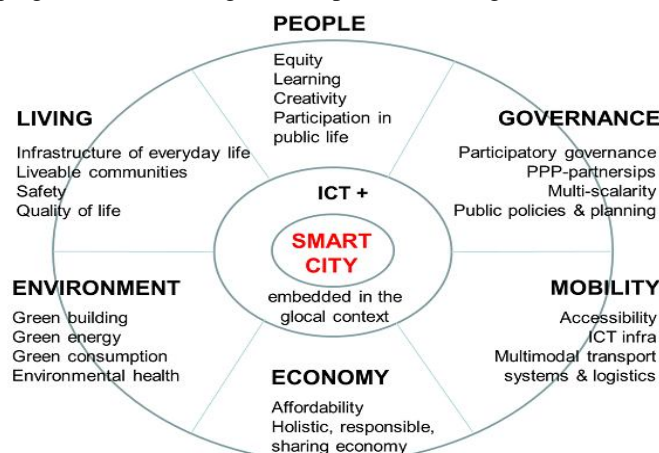 PEOPLE
Equity
Learning
Creativity
Participation in
public life
LIVING
Infrastructure of everyday life
Liveable communities
Safety
Quality of life
GOVERNANCE
Participatory governance
PPP-partnersips
Multi-scalarity
Public policies & planning
ICT +
SMART
CITY
embedded in the
glocal context
ENVIRONMENT
Green building
Green energy
Green consumption
Environmental health
MOBILITY
Accessibility
ICT infra
Multimodal transport
systems & logistics
ECONOMY
Affordability
Holistic, responsible,
sharing economy